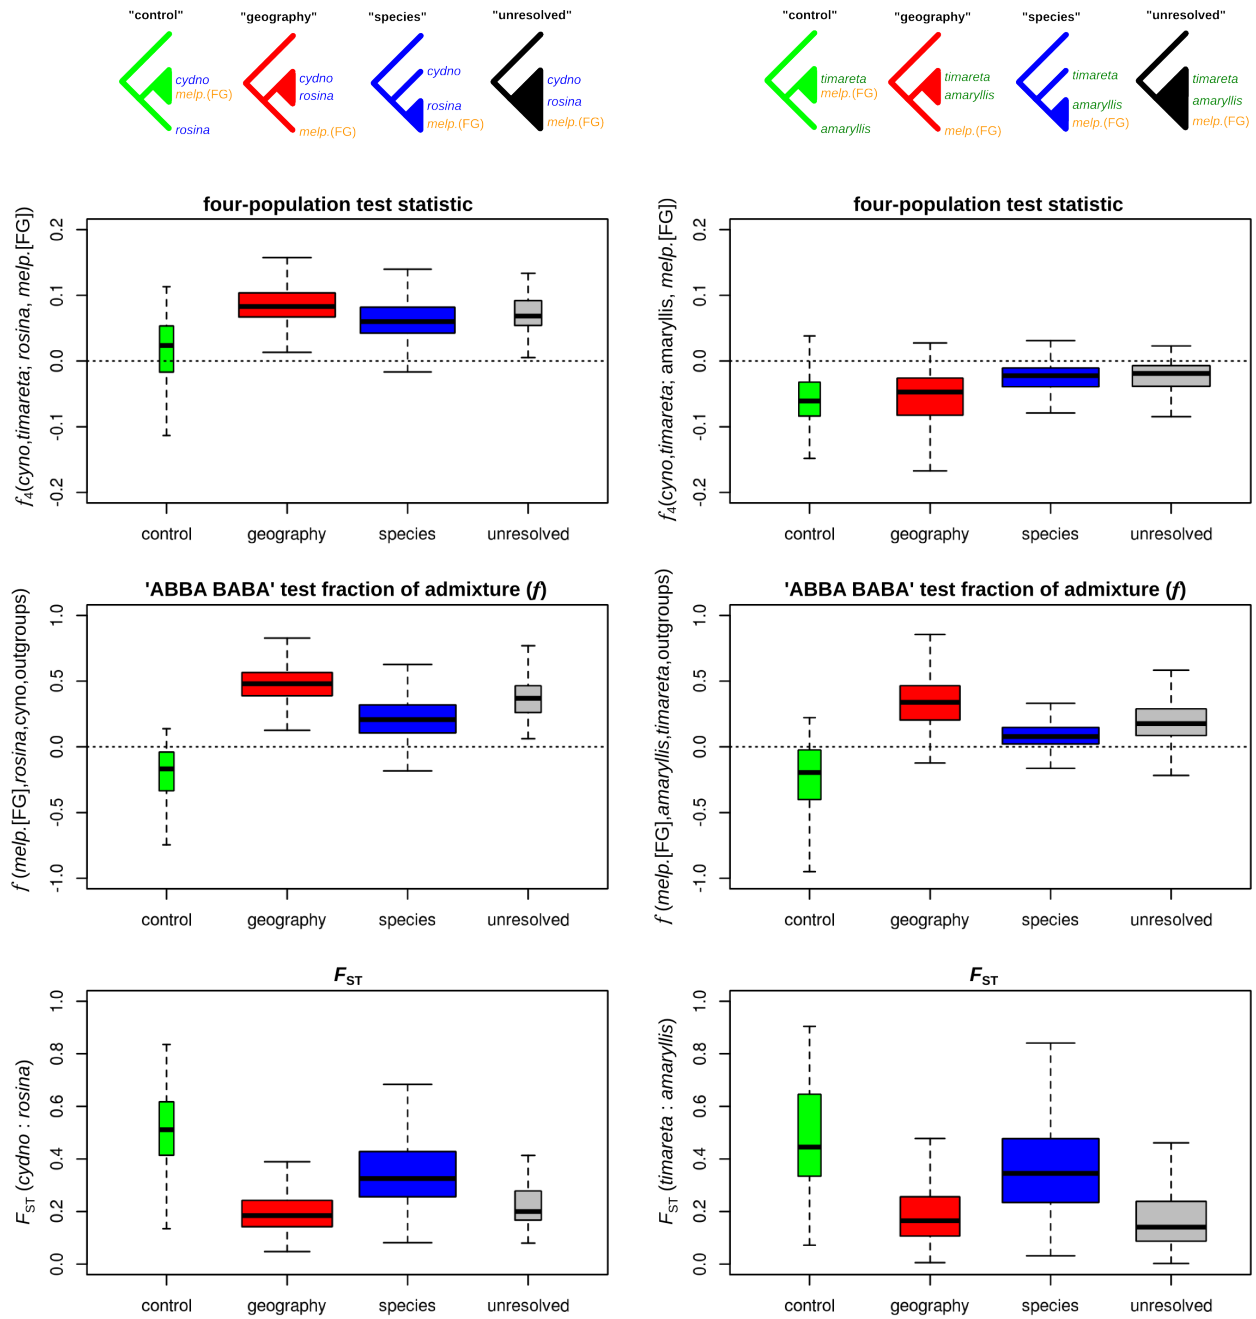 "control" "geography" "species" "unresolved"
cydno
melp.(FG)
rosina
cydno
rosina
melp.(FG)
cydno
rosina
melp.(FG)
cydno
rosina
melp.(FG)
"control" "geography" "species" "unresolved"
timareta
melp.(FG)
amaryllis
timareta
amaryllis
melp.(FG)
timareta
amaryllis
melp.(FG)
timareta
amaryllis
melp.(FG)
four-population test statistic
f4(cyno,timareta; rosina, melp.[FG])
0.2
0.1
0.0
-0.1
-0.2
control geography species unresolved
four-population test statistic
f4(cyno,timareta; amaryllis, melp.[FG])
0.2
0.1
0.0
-0.1
-0.2
control geography species unresolved
'ABBA BABA' test fraction of admixture (f)
f (melp.[FG],rosina,cyno,outgroups)
1.0
0.5
0.0
-0.5
-1.0
control geography species unresolved
'ABBA BABA' test fraction of admixture (f)
f (melp.[FG],amaryllis,timareta,outgroups)
1.0
0.5
0.0
-0.5
-1.0
control geography species unresolved
FST
FST (cydno : rosina)
1.0
0.8
0.6
0.4
0.2
0.0
control geography species unresolved
FST
FST (timareta : amaryllis)
1.0
0.8
0.6
0.4
0.2
0.0
control geography species unresolved